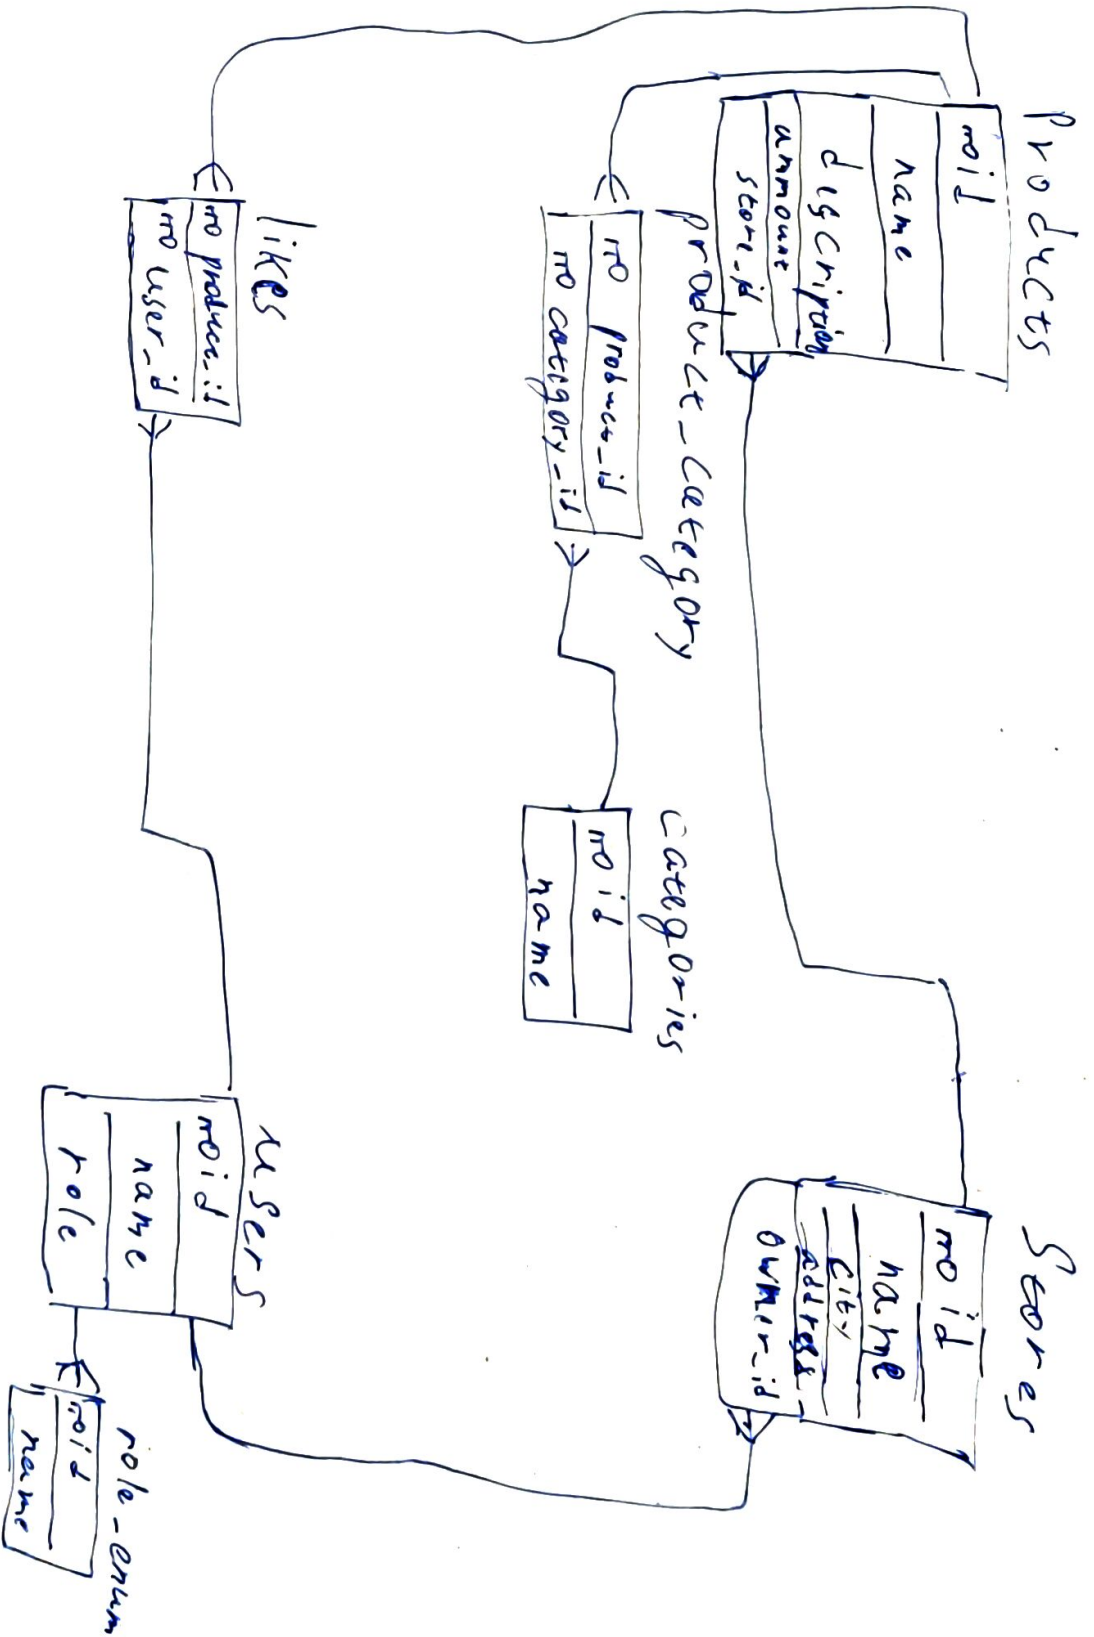 Products
id
name
discription
ammount
store_id
Stores
id
name
city
address
owner_id
product_category
product_id
category_id
categories
id
name
likes
product_id
user_id
users
id
name
role
role_enum
id
name